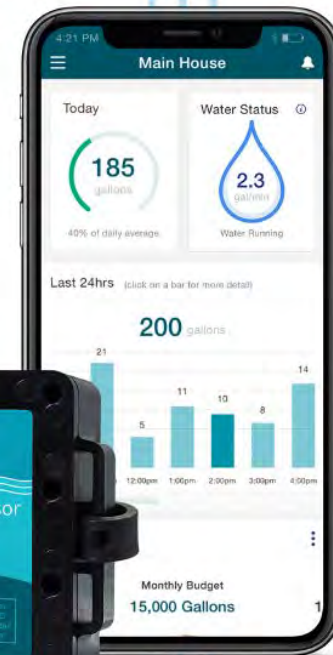 4:21 PM
Main House
Today
185
gallons
40% of daily average
Water Status
2.3
gal/min
Water Running
Last 24hrs (click on a bar for more detail)
200 gallons
21
5
11
10
8
14
12:00pm 1:00pm 2:00pm 3:00pm 4:00pm
Monthly Budget
15,000 Gallons